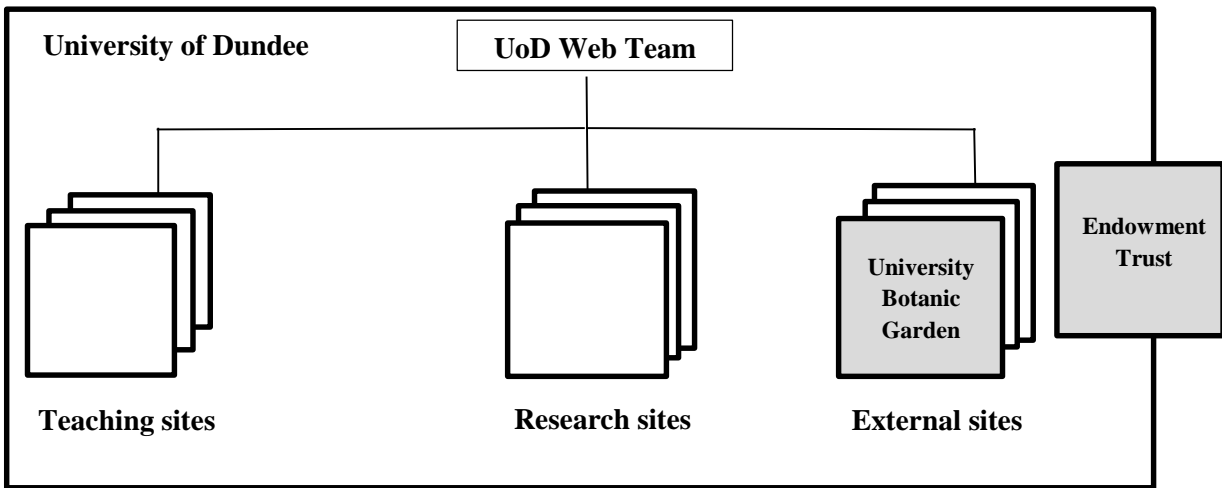 University of Dundee
UoD Web Team
University
Botanic
Garden
Endowment
Trust
Teaching sites
Research sites
External sites